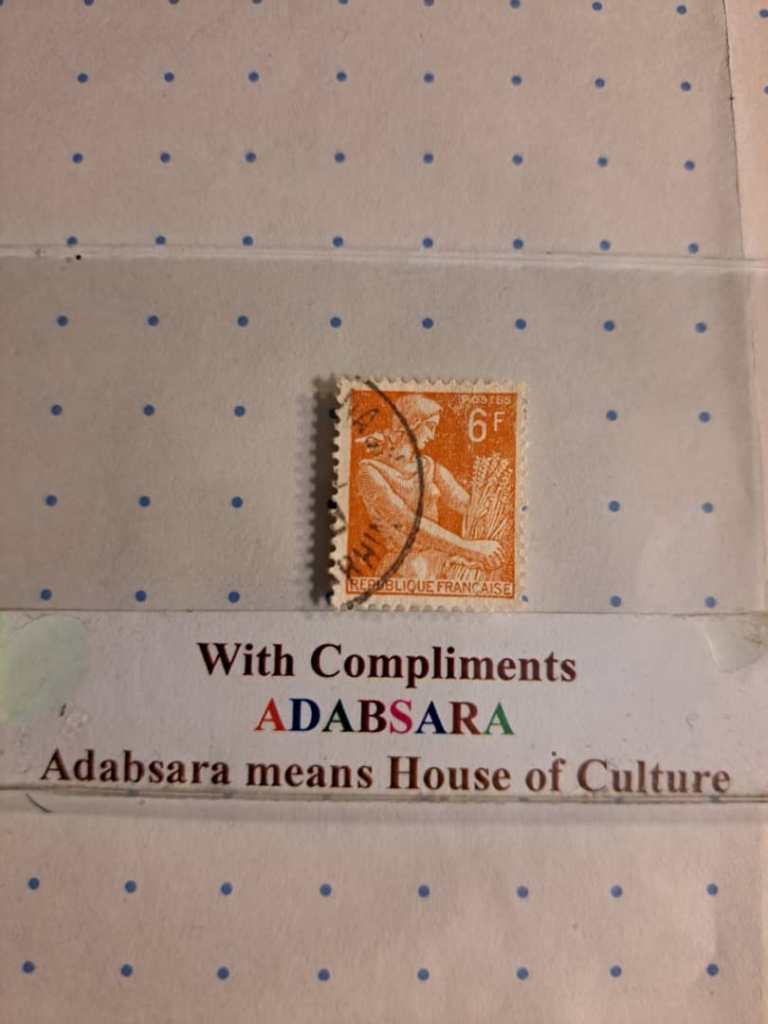 POSTES
6F
REPUBLIQUE FRANÇAISE
With Compliments
ADABSARA
Adabsara means House of Culture